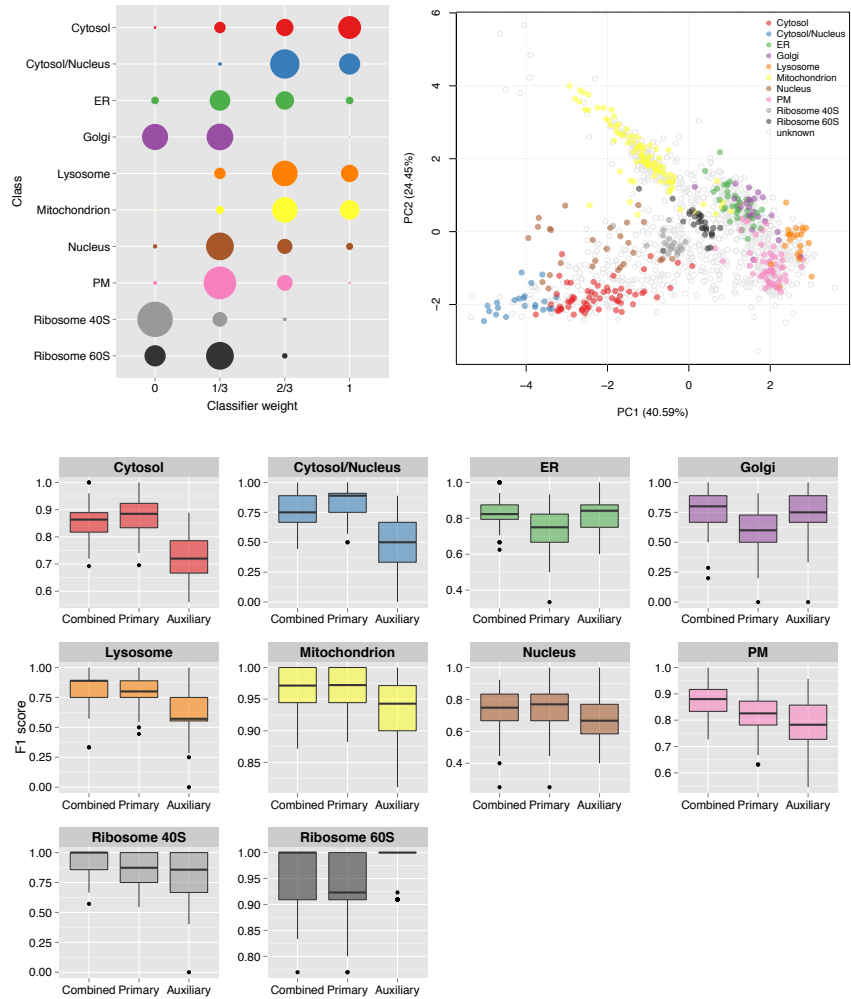 Class
Cytosol
Cytosol/Nucleus
ER
Golgi
Lysosome
Mitochondrion
Nucleus
PM
Ribosome 40S
Ribosome 60S
0 1/3 2/3 1
Classifier weight
PC2 (24.45%)
6
4
2
0
−2
−4 −2 0 2
PC1 (40.59%)
Cytosol
Cytosol/Nucleus
ER
Golgi
Lysosome
Mitochondrion
Nucleus
PM
Ribosome 40S
Ribosome 60S
unknown
F1 score
Cytosol
1.0
0.9
0.8
0.7
0.6
Combined Primary Auxiliary
Cytosol/Nucleus
1.00
0.75
0.50
0.25
0.00
Combined Primary Auxiliary
ER
1.0
0.8
0.6
0.4
Combined Primary Auxiliary
Golgi
1.00
0.75
0.50
0.25
0.00
Combined Primary Auxiliary
Lysosome
1.00
0.75
0.50
0.25
0.00
Combined Primary Auxiliary
Mitochondrion
1.00
0.95
0.90
0.85
Combined Primary Auxiliary
Nucleus
1.0
0.8
0.6
0.4
Combined Primary Auxiliary
PM
1.0
0.9
0.8
0.7
0.6
Combined Primary Auxiliary
Ribosome 40S
1.00
0.75
0.50
0.25
0.00
Combined Primary Auxiliary
Ribosome 60S
1.00
0.95
0.90
0.85
0.80
Combined Primary Auxiliary